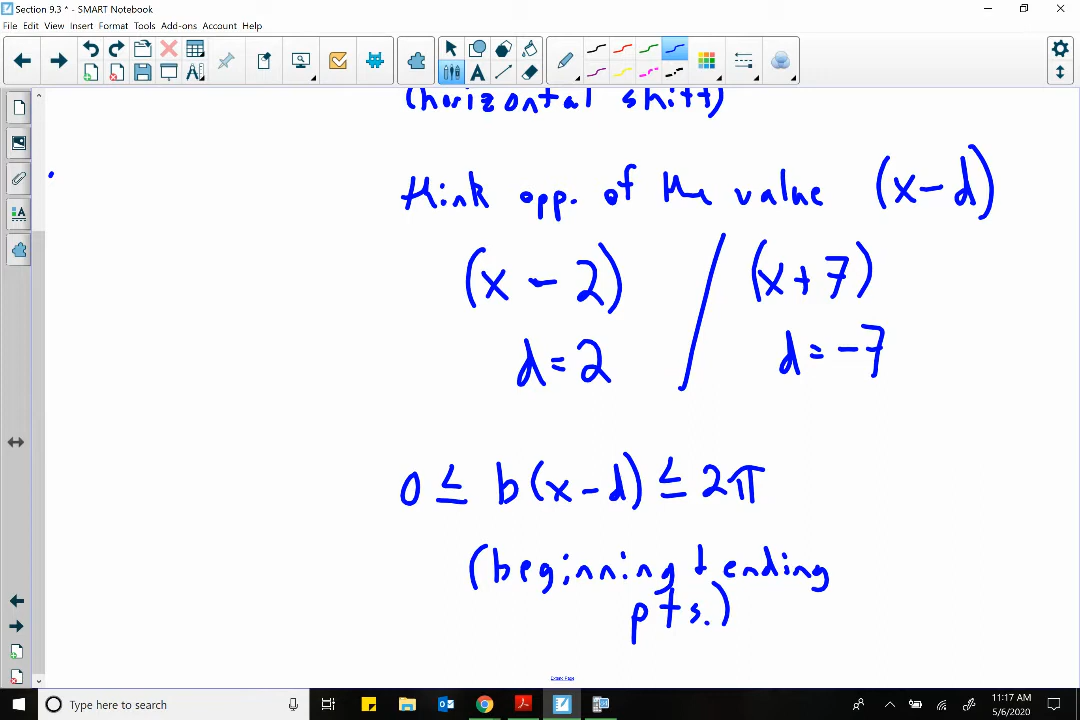 Section 9.3 * - SMART Notebook
File Edit View Insert Format Tools Add-ons Account Help
(horizontal shift)
think opp. of the value (x-d)
(x - 2) / (x + 7)
d = 2 d = -7
0 ≤ b(x-d) ≤ 2π
(beginning + ending
pts.)
Extend Page
Type here to search
11:17 AM
5/6/2020